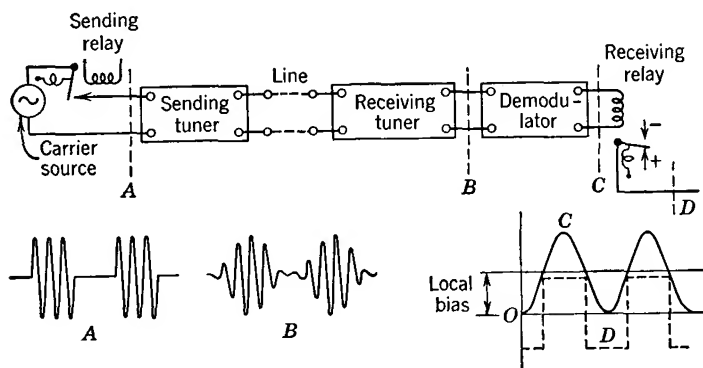 Sending
relay
Line
Receiving
relay
Sending
tuner
Receiving
tuner
Demodu-
lator
Carrier
source
-
+
A
B
C
D
C
Local
bias
O
D
A
B